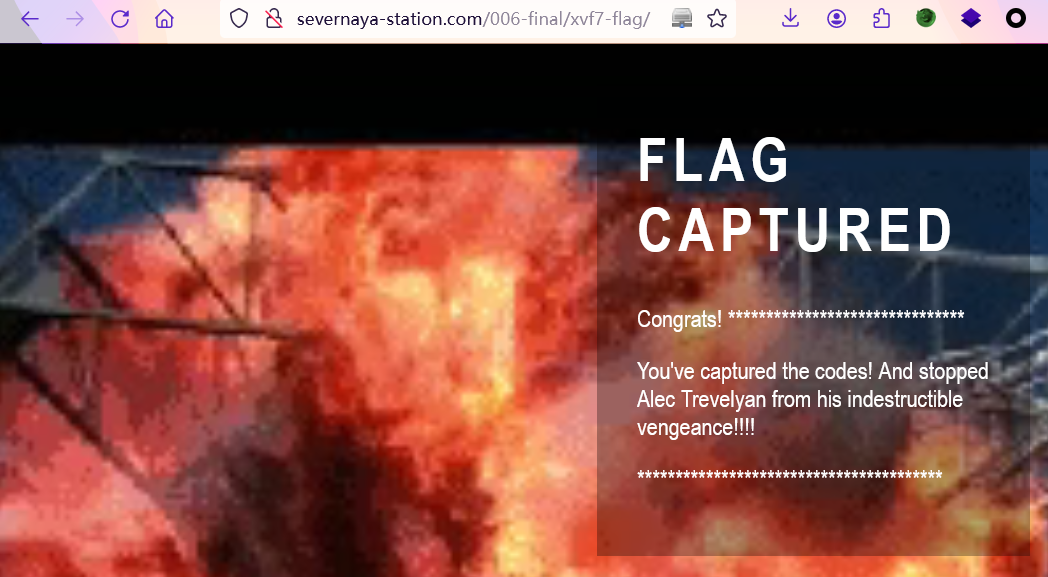 severnaya-station.com/006-final/xvf7-flag/
FLAG
CAPTURED
Congrats! *******************************
You've captured the codes! And stopped
Alec Trevelyan from his indestructible
vengeance!!!!
****************************************